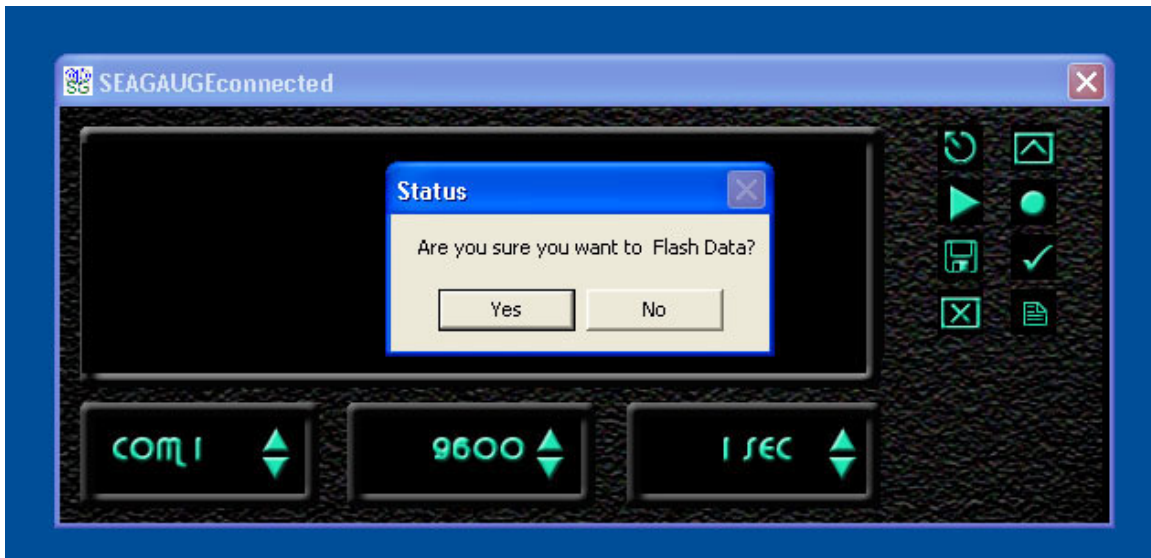 SEAGAUGEconnected
Status
Are you sure you want to  Flash Data?
Yes
No
COM 1
9600
1 SEC